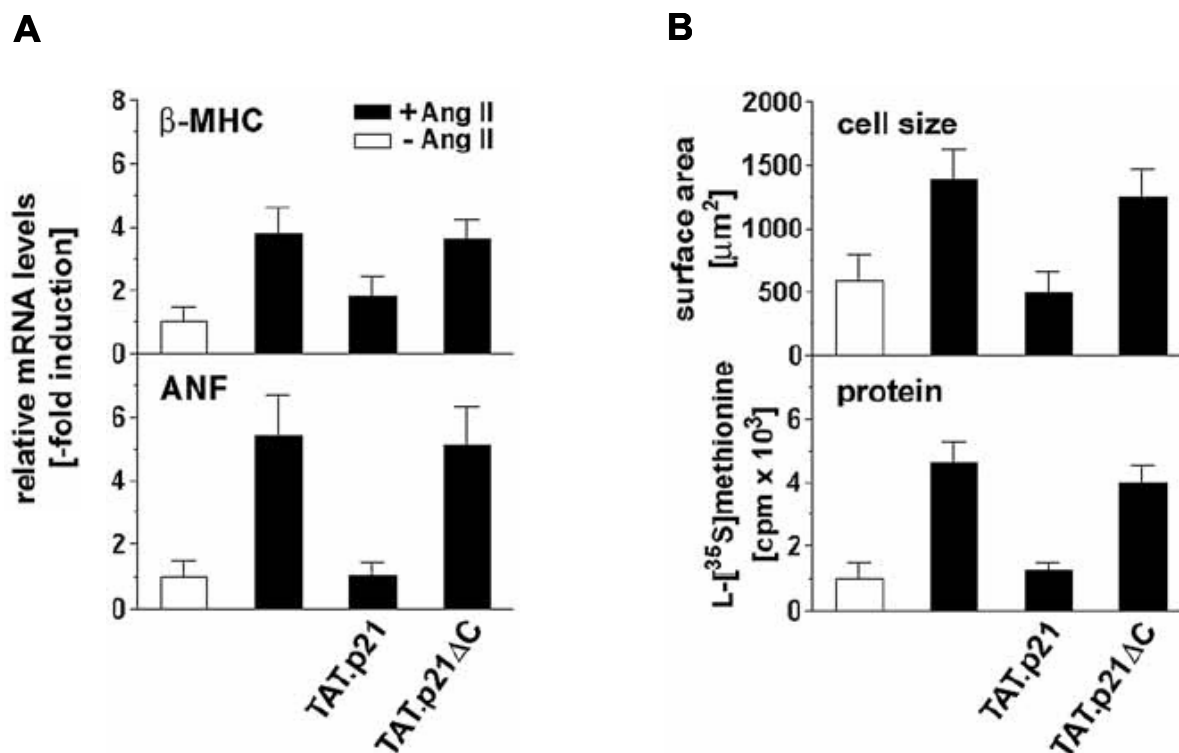 A
β-MHC
+ Ang II
- Ang II
8
6
4
2
0
ANF
6
4
2
0
relative mRNA levels
[-fold induction]
TAT.p21
TAT.p21ΔC
B
cell size
2000
1500
1000
500
0
surface area
[μm²]
protein
6
4
2
0
L-[³⁵S]methionine
[cpm x 10³]
TAT.p21
TAT.p21ΔC